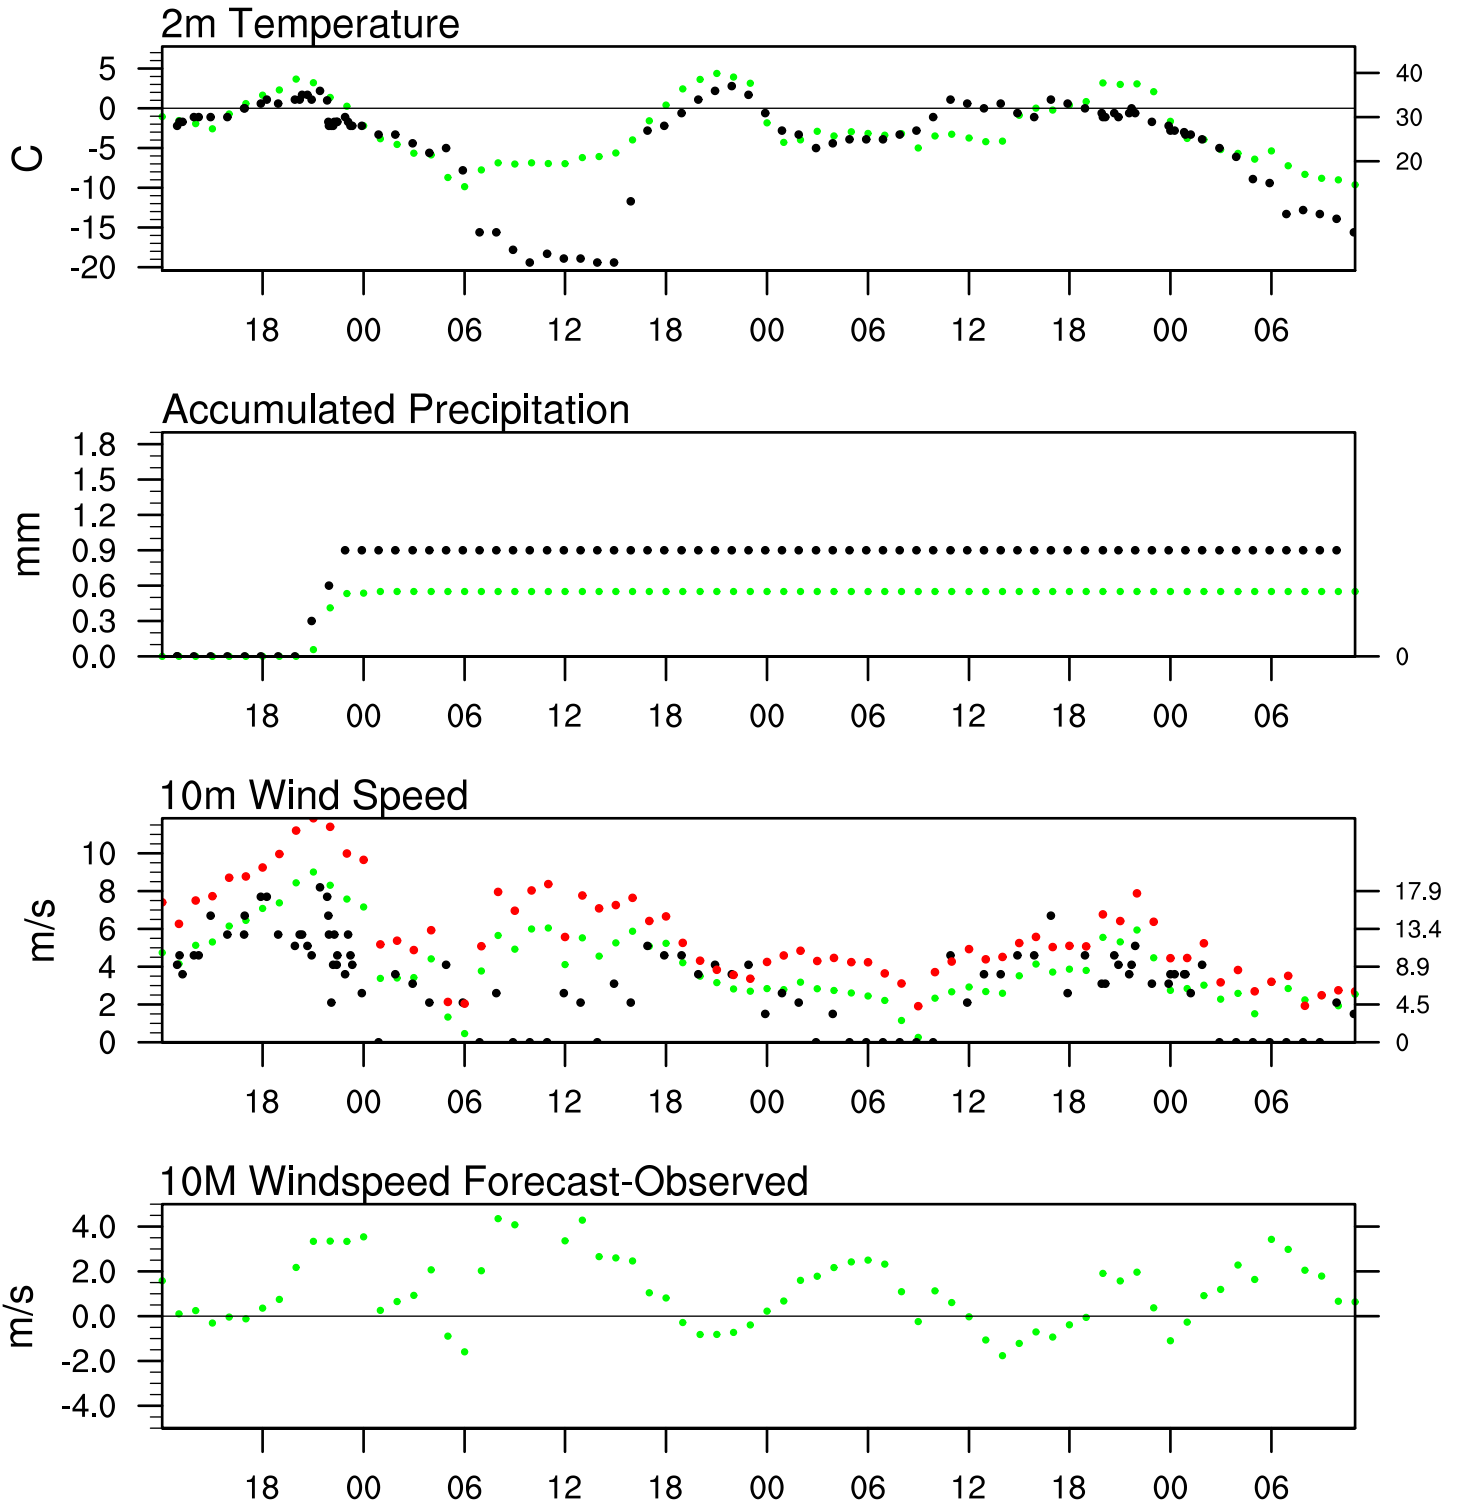 2m Temperature
5
0
-5
-10
-15
-20
C
40
30
20
18 00 06 12 18 00 06 12 18 00 06
Accumulated Precipitation
1.8
1.5
1.2
0.9
0.6
0.3
0.0
mm
0
18 00 06 12 18 00 06 12 18 00 06
10m Wind Speed
10
8
6
4
2
0
m/s
17.9
13.4
8.9
4.5
0
18 00 06 12 18 00 06 12 18 00 06
10M Windspeed Forecast-Observed
4.0
2.0
0.0
-2.0
-4.0
m/s
18 00 06 12 18 00 06 12 18 00 06